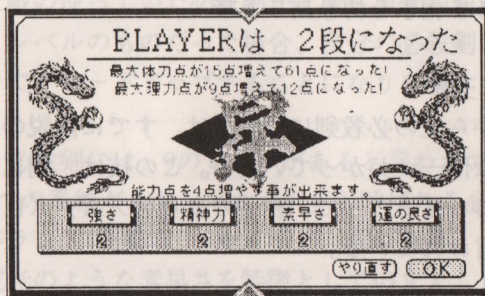 PLAYERは 2段になった
最大体力点が15点増えて61点になった!
最大理力点が9点増えて12点になった!
昇
能力点を4点増やす事が出来ます。
強さ 精神力 素早さ 運の良さ
2 2 2 2
やり直す OK